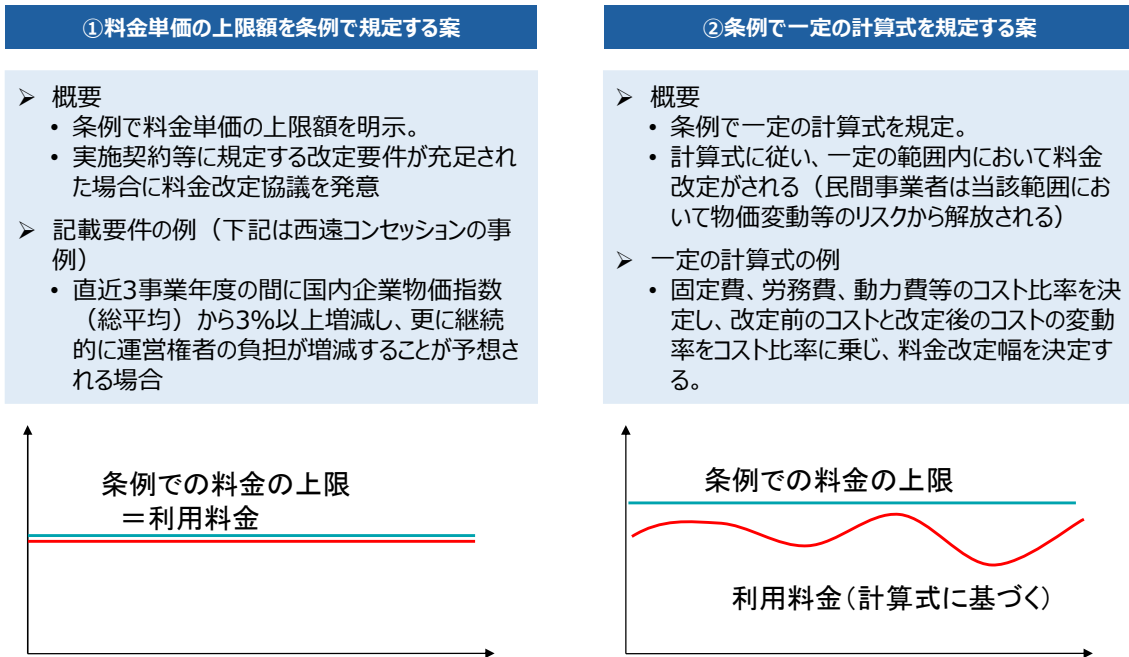 ①料金単価の上限額を条例で規定する案
➢ 概要
• 条例で料金単価の上限額を明示。
• 実施契約等に規定する改定要件が充足され
た場合に料金改定協議を発意
➢ 記載要件の例（下記は西遠コンセッションの事
例）
• 直近3事業年度の間に国内企業物価指数
（総平均）から3%以上増減し、更に継続
的に運営権者の負担が増減することが予想さ
れる場合
条例での料金の上限
＝利用料金
②条例で一定の計算式を規定する案
➢ 概要
• 条例で一定の計算式を規定。
• 計算式に従い、一定の範囲内において料金
改定がされる（民間事業者は当該範囲にお
いて物価変動等のリスクから解放される）
➢ 一定の計算式の例
• 固定費、労務費、動力費等のコスト比率を決
定し、改定前のコストと改定後のコストの変動
率をコスト比率に乗じ、料金改定幅を決定す
る。
条例での料金の上限
利用料金（計算式に基づく）